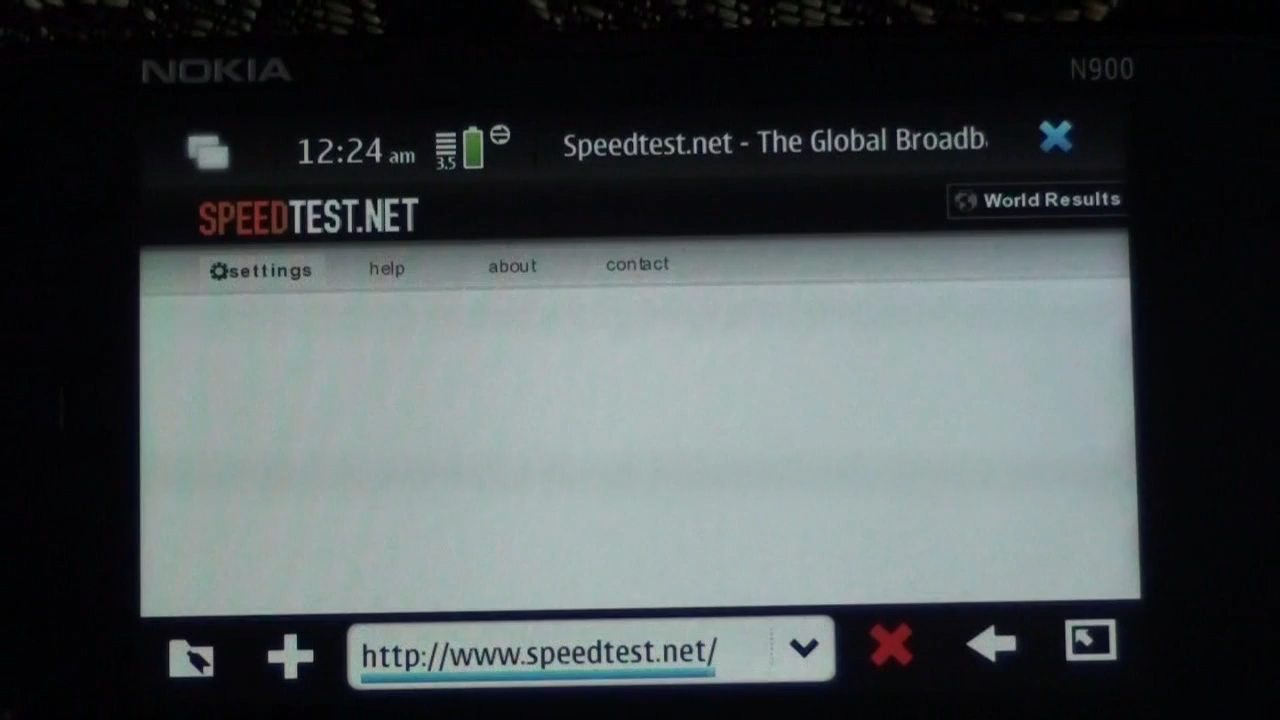 NOKIA
N900
12:24 am
3.5
Speedtest.net - The Global Broadb
SPEEDTEST.NET
World Results
settings
help
about
contact
http://www.speedtest.net/